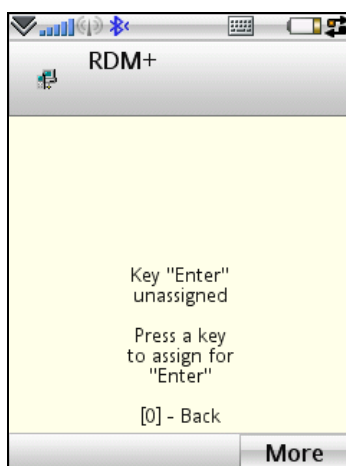 RDM+
Key "Enter"
unassigned
Press a key
to assign for
"Enter"
[0] - Back
More